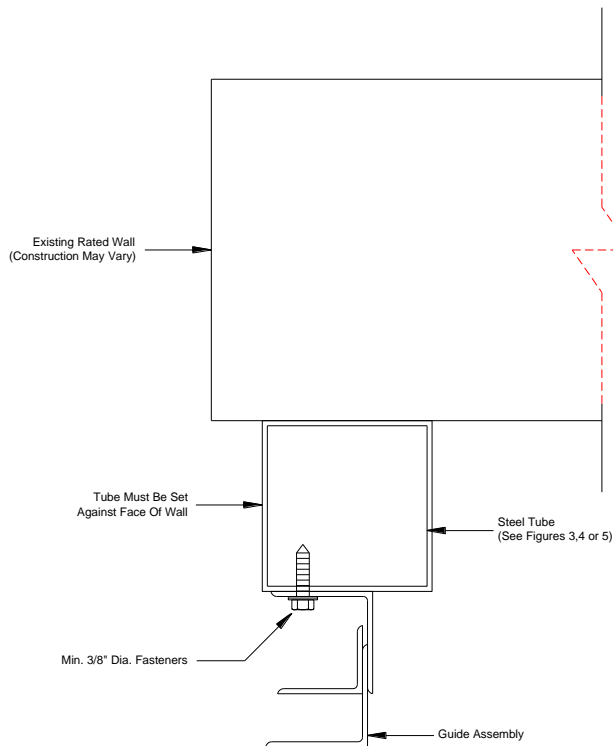 Existing Rated Wall
(Construction May Vary)
Tube Must Be Set
Against Face Of Wall
Steel Tube
(See Figures 3,4 or 5)
Min. 3/8" Dia. Fasteners
Guide Assembly